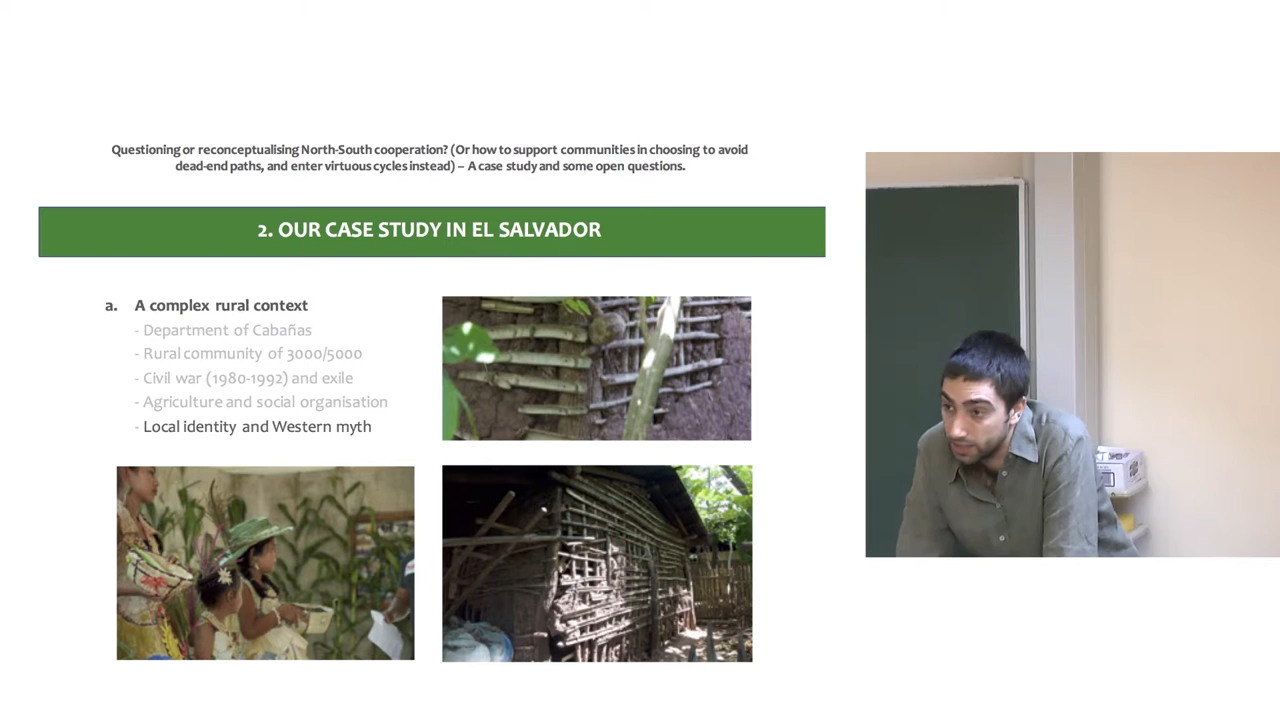 Questioning or reconceptualising North-South cooperation? (Or how to support communities in choosing to avoid
dead-end paths, and enter virtuous cycles instead) – A case study and some open questions.
2. OUR CASE STUDY IN EL SALVADOR
a. A complex rural context
- Department of Cabañas
- Rural community of 3000/5000
- Civil war (1980-1992) and exile
- Agriculture and social organisation
- Local identity and Western myth